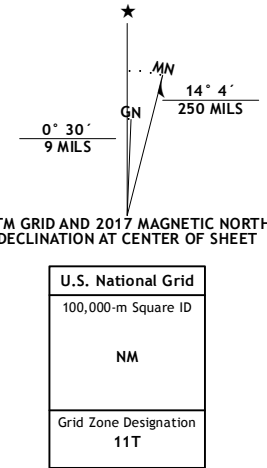 MN
GN
0° 30´
9 MILS
14° 4´
250 MILS
TM GRID AND 2017 MAGNETIC NORTH
DECLINATION AT CENTER OF SHEET
U.S. National Grid
100,000-m Square ID
NM
Grid Zone Designation
11T